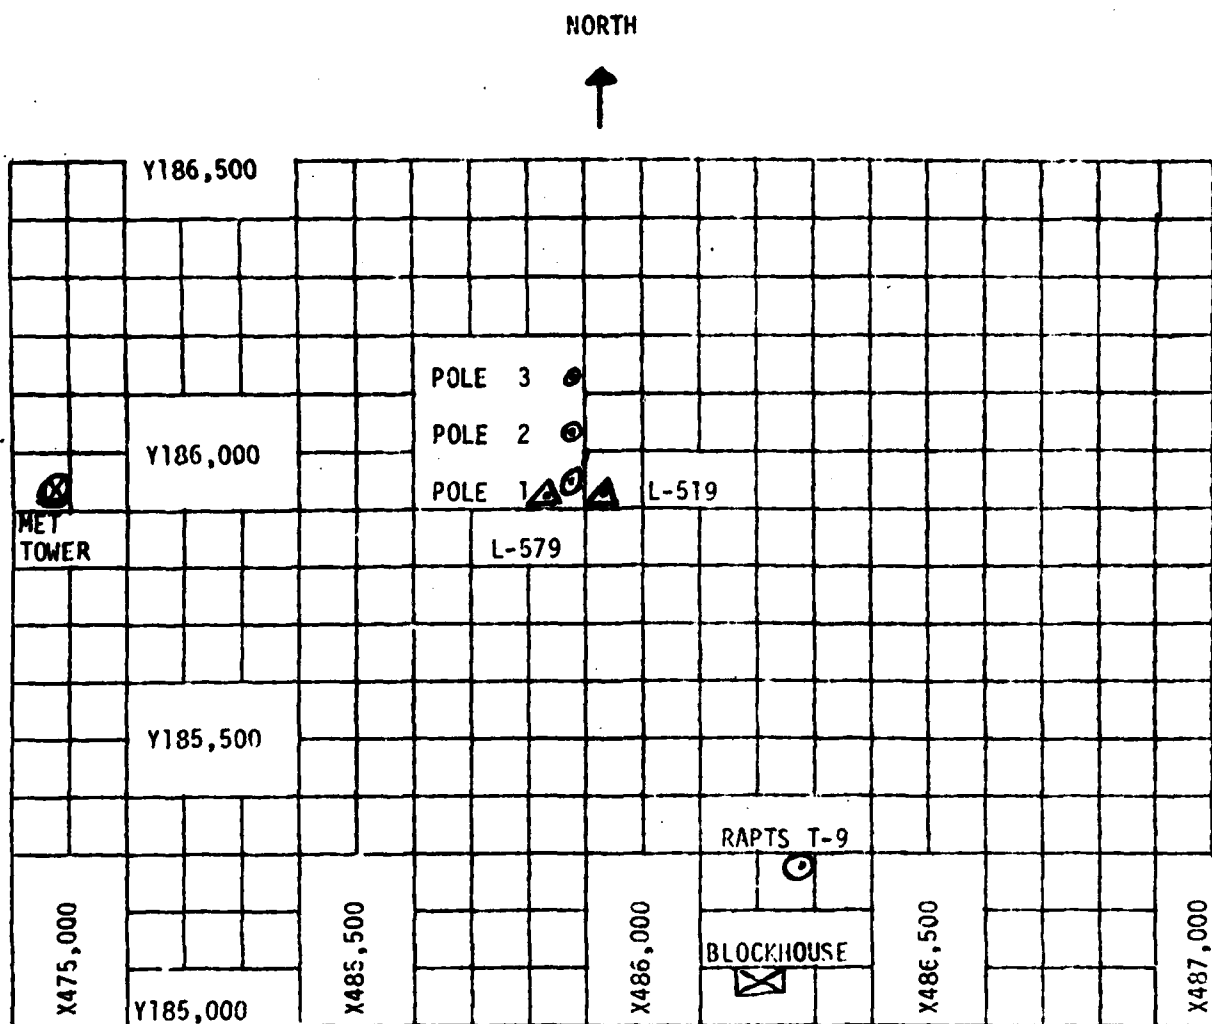 NORTH
Y186,500
POLE 3
POLE 2
Y186,000
POLE 1
L-519
MET
TOWER
L-579
Y185,500
RAPTS T-9
X475,000
X485,500
X486,000
X486,500
X487,000
BLOCKHOUSE
Y185,000